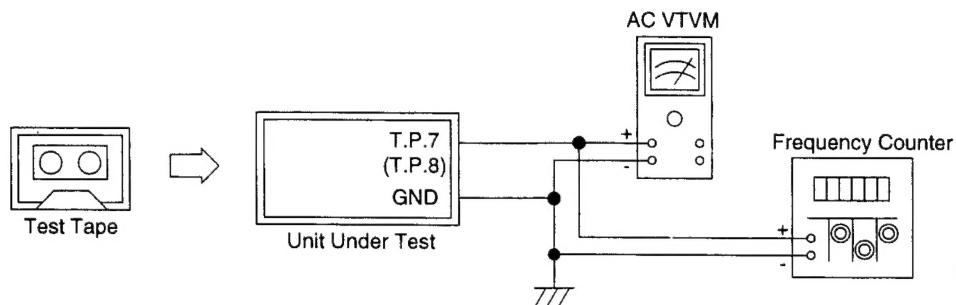 AC VTVM
T.P.7
(T.P.8)
GND
+
-
Frequency Counter
+
-
Test Tape
Unit Under Test